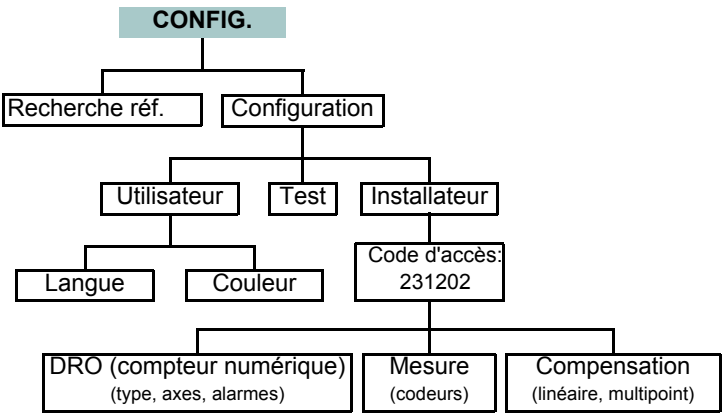 CONFIG.
Recherche réf.
Configuration
Utilisateur
Test
Installateur
Langue
Couleur
Code d'accès:
231202
DRO (compteur numérique)
(type, axes, alarmes)
Mesure
(codeurs)
Compensation
(linéaire, multipoint)